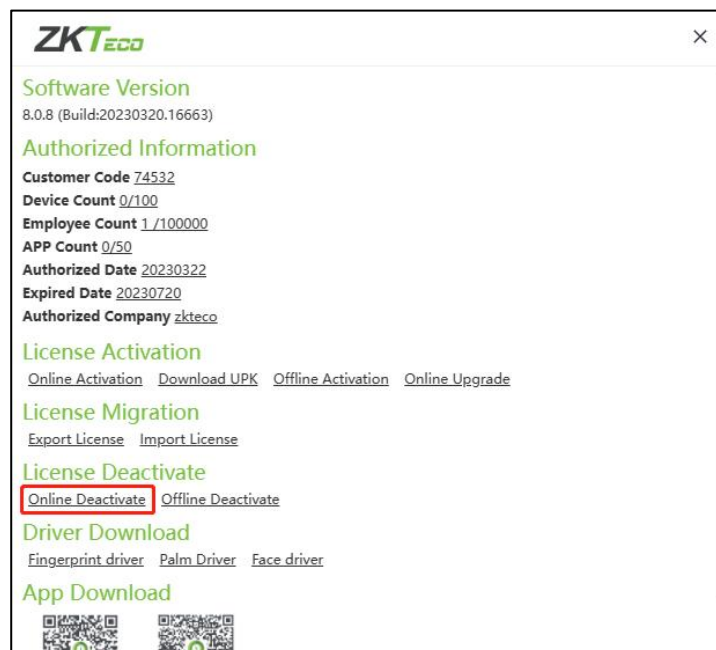 ZKTeco
Software Version
8.0.8 (Build:20230320.16663)
Authorized Information
Customer Code 74532
Device Count 0/100
Employee Count 1 /100000
APP Count 0/50
Authorized Date 20230322
Expired Date 20230720
Authorized Company zkteco
License Activation
Online Activation Download UPK Offline Activation Online Upgrade
License Migration
Export License Import License
License Deactivate
Online Deactivate Offline Deactivate
Driver Download
Fingerprint driver Palm Driver Face driver
App Download